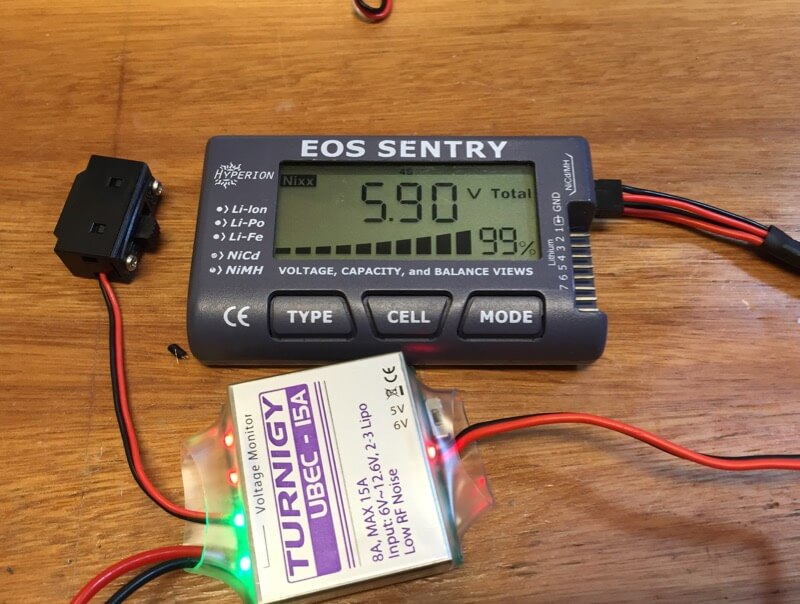 EOS SENTRY
HYPERION
Nixx
4S
5.90 V Total
99%
Li-Ion
Li-Po
Li-Fe
NiCd
NiMH
VOLTAGE, CAPACITY, and BALANCE VIEWS
CE
TYPE
CELL
MODE
NiCd/MH
Lithium
7 6 5 4 3 2 1 GND
Voltage Monitor
TURNIGY
UBEC - 15A
8A, MAX 15A
Input: 6V~12.6V, 2-3 Lipo
Low RF Noise
5V
6V
CE